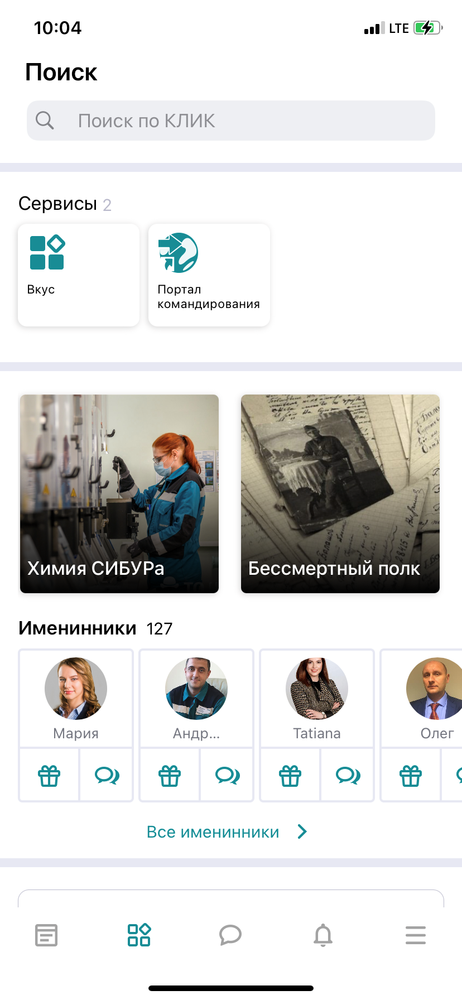 10:04
LTE
Поиск
Поиск по КЛИК
Сервисы 2
Вкус
Портал
командирования
Химия СИБУРа
Бессмертный полк
Именинники 127
Мария
Андр...
Tatiana
Олег
Все именинники